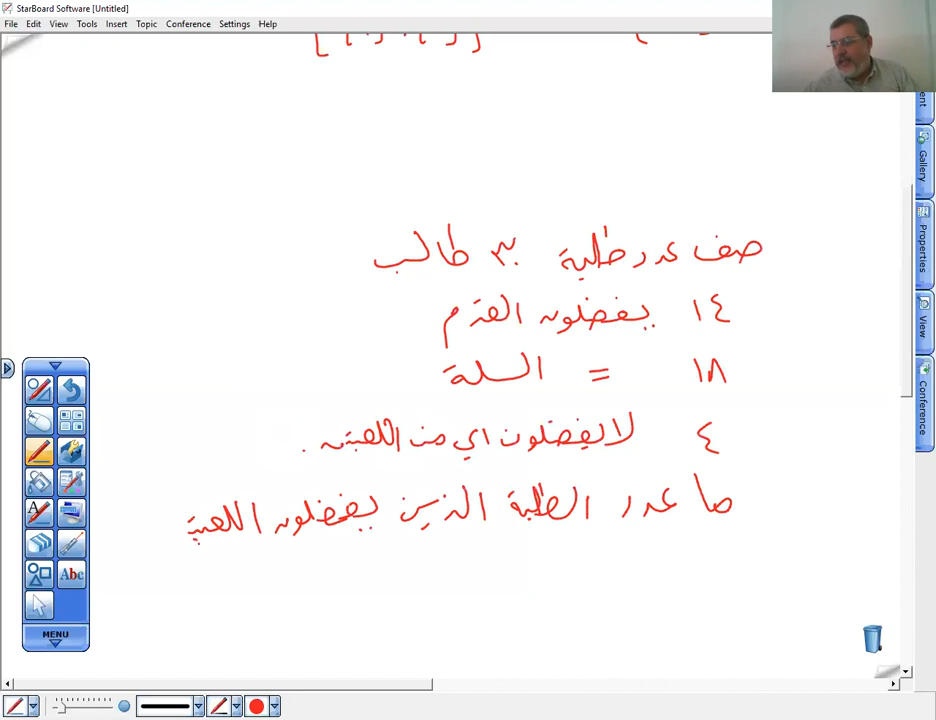 StarBoard Software [Untitled]
File Edit View Tools Insert Topic Conference Settings Help
صف عدد طلبة ٣٠ طالب
١٤ يفضلون القدم
١٨ = السلة
٤ لا يفضلون اي من اللعبتين .
ما عدد الطلبة الذين يفضلون اللعبتين
Gallery
Properties
View
Conference
Abc
MENU